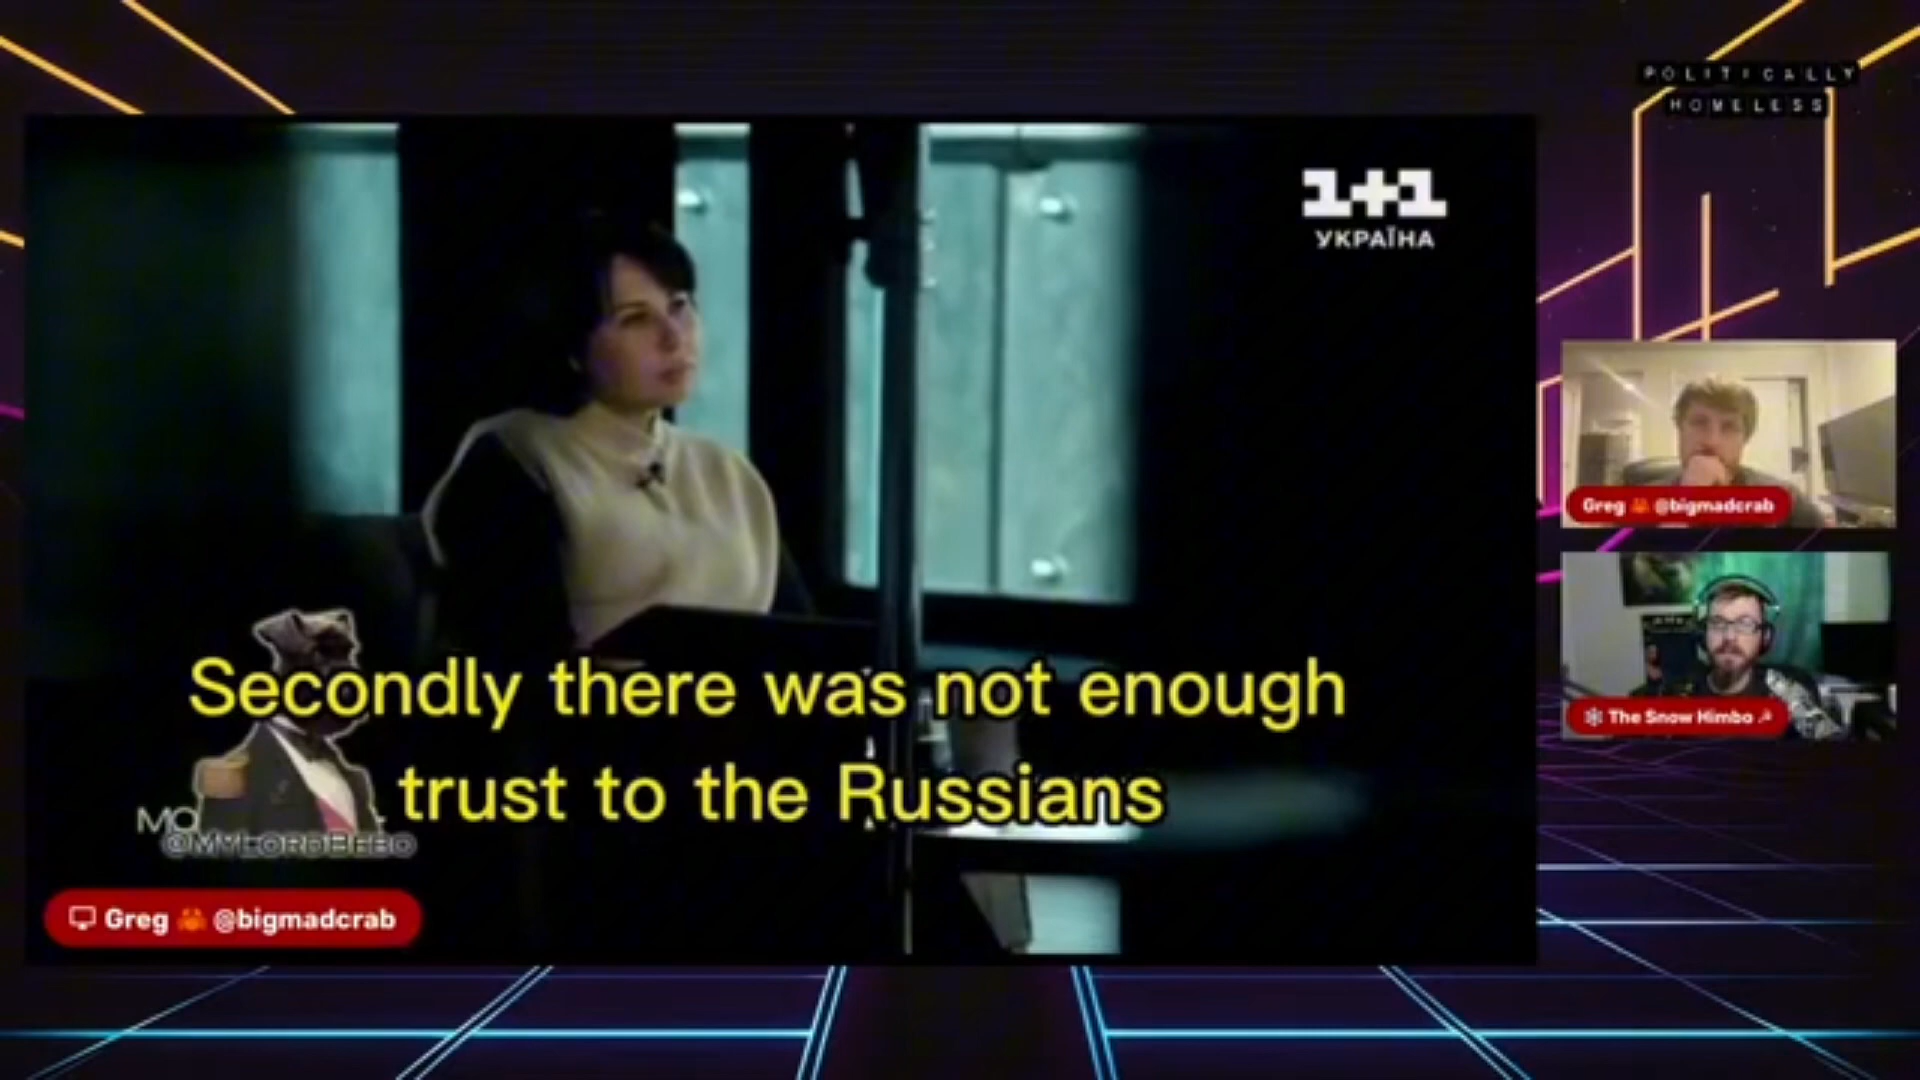 POLITICALLY
HOMELESS
1+1
УКРАЇНА
Greg @bigmadcrab
The Snow Himbo
Secondly there was not enough
trust to the Russians
@MYLORDBEBO
Greg @bigmadcrab